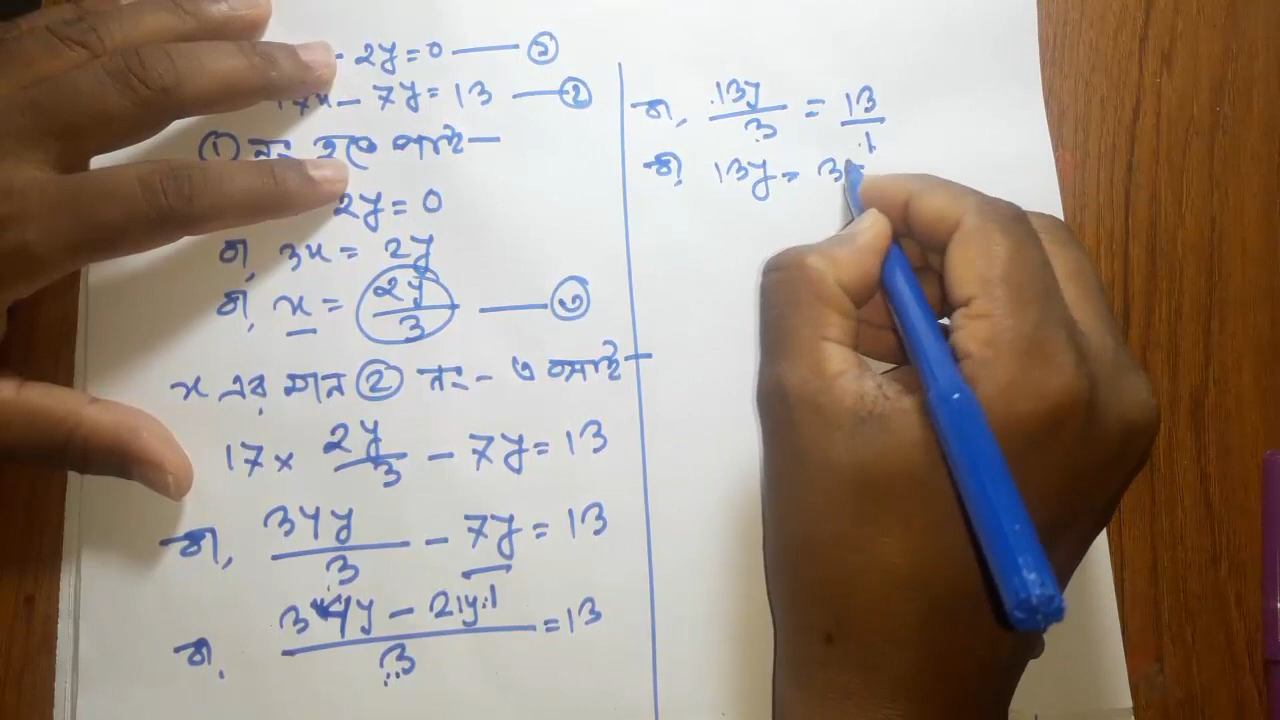 - 2y = 0 —— ①
17x - 7y = 13 —— ②
① নং হতে পাই —
2y = 0
বা, 3x = 2y
বা, x = 2y/3 —— ③
x এর মান ② নং - এ বসাই —
17 × 2y/3 - 7y = 13
বা, 34y/3 - 7y = 13
বা, 34y - 21y/3 = 13
বা, 13y/3 = 13/1
বা, 13y = 3